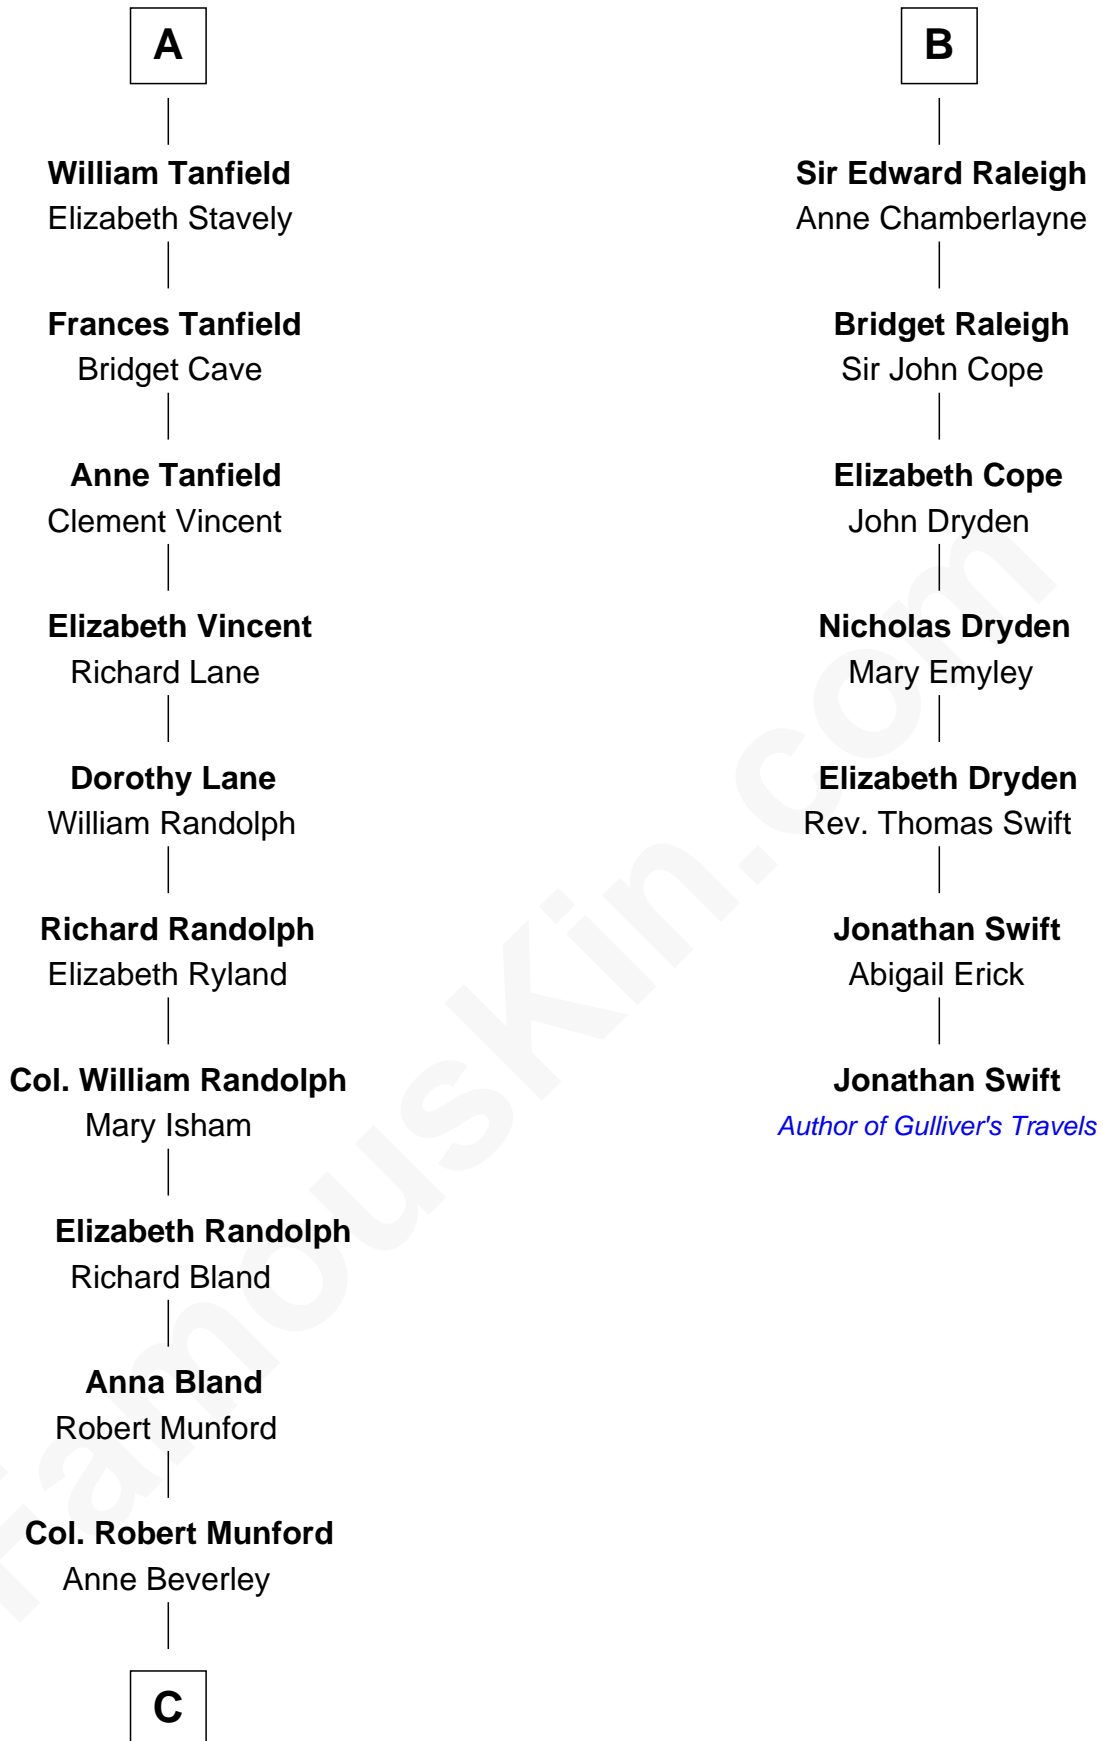 A
William Tanfield
Elizabeth Stavely
Frances Tanfield
Bridget Cave
Anne Tanfield
Clement Vincent
Elizabeth Vincent
Richard Lane
Dorothy Lane
William Randolph
Richard Randolph
Elizabeth Ryland
Col. William Randolph
Mary Isham
Elizabeth Randolph
Richard Bland
Anna Bland
Robert Munford
Col. Robert Munford
Anne Beverley
C
B
Sir Edward Raleigh
Anne Chamberlayne
Bridget Raleigh
Sir John Cope
Elizabeth Cope
John Dryden
Nicholas Dryden
Mary Emyley
Elizabeth Dryden
Rev. Thomas Swift
Jonathan Swift
Abigail Erick
Jonathan Swift
Author of Gulliver's Travels
FamousKin.com